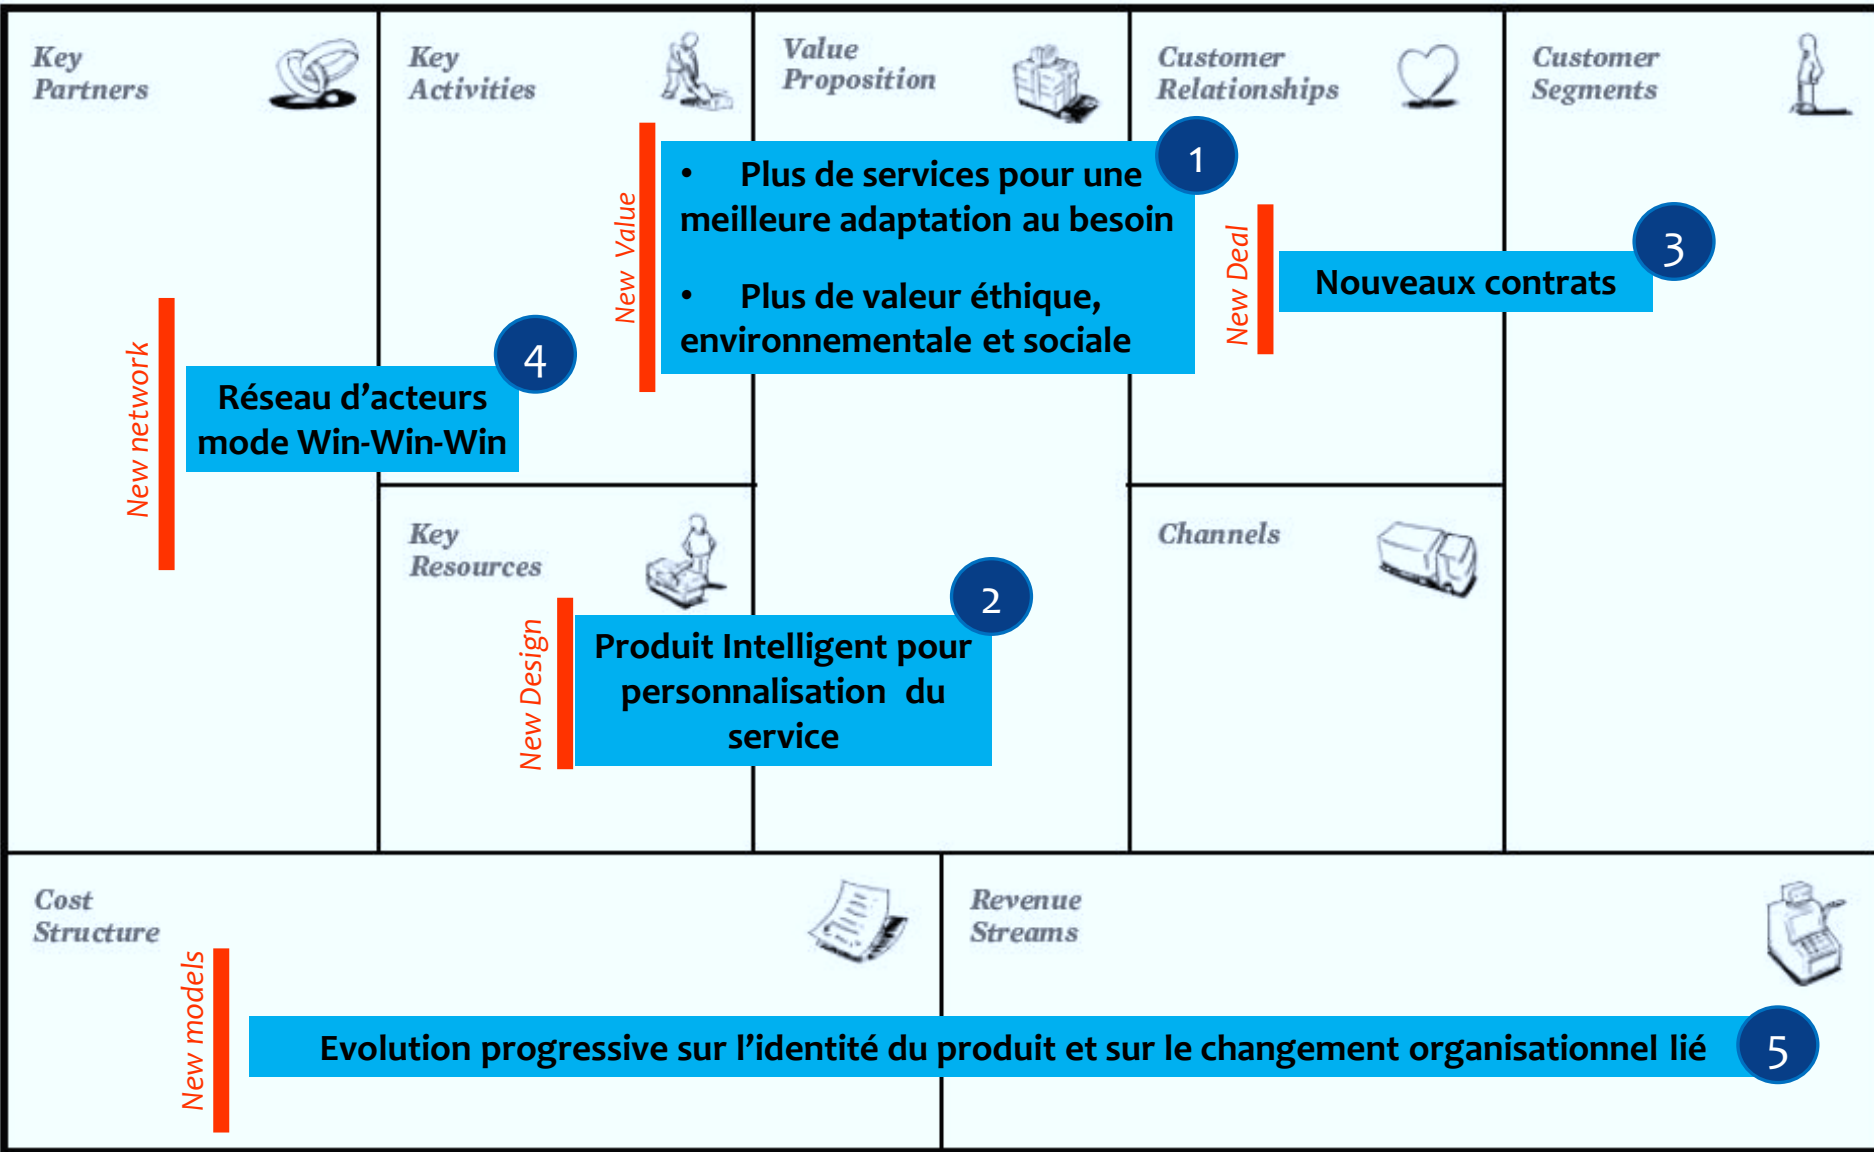 Key
Partners
Key
Activities
Value
Proposition
Customer
Relationships
Customer
Segments
New Value
• Plus de services pour une
meilleure adaptation au besoin
• Plus de valeur éthique,
environnementale et sociale
1
New Deal
Nouveaux contrats
3
New network
Réseau d’acteurs
mode Win-Win-Win
4
Key
Resources
Channels
New Design
Produit Intelligent pour
personnalisation du
service
2
Cost
Structure
Revenue
Streams
New models
Evolution progressive sur l’identité du produit et sur le changement organisationnel lié
5